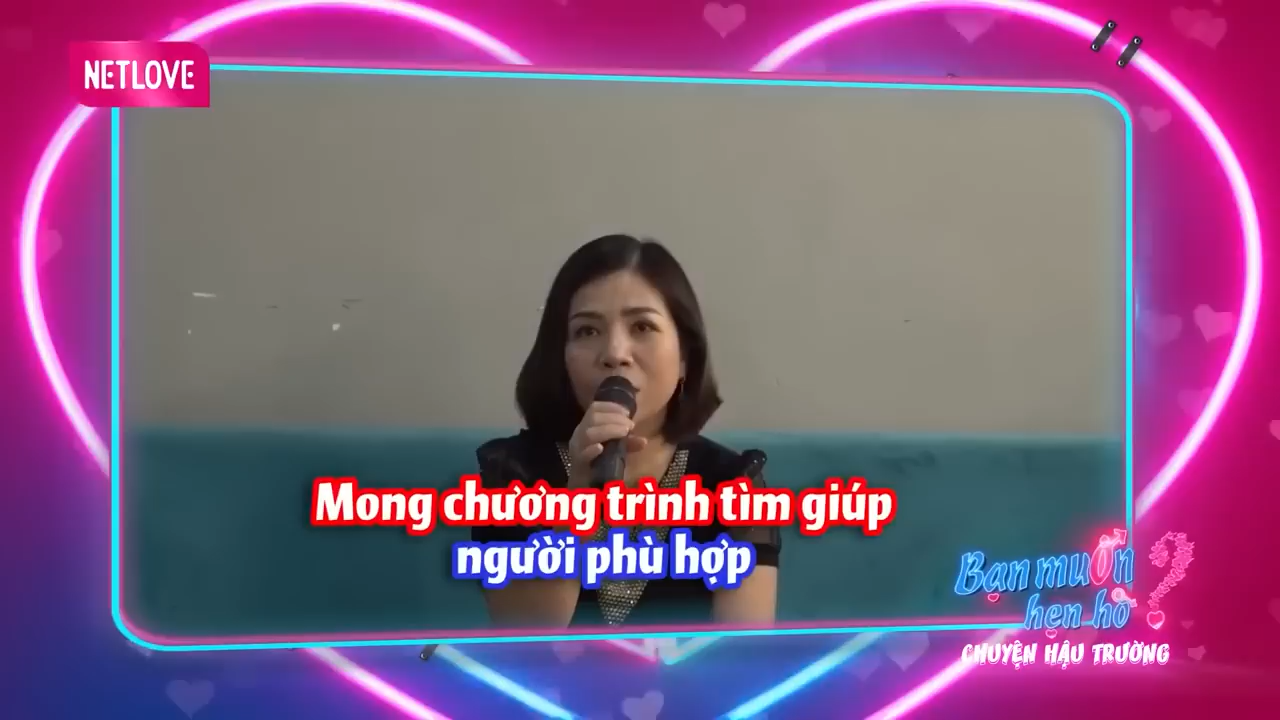 NETLOVE
Mong chương trình tìm giúp
người phù hợp
Bạn muốn
hẹn hò?
CHUYỆN HẬU TRƯỜNG